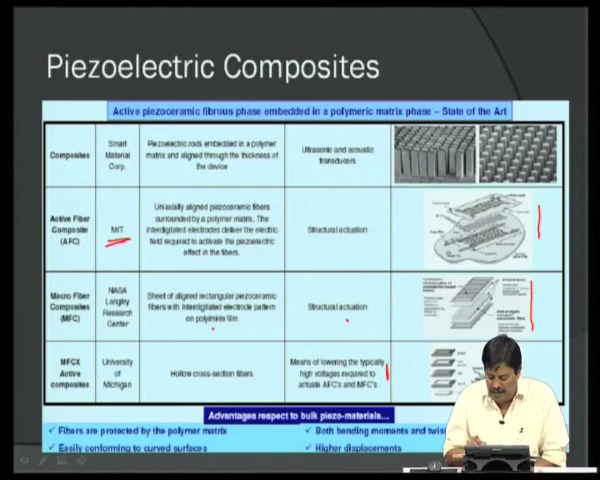 Piezoelectric Composites
Active piezoceramic fibrous phase embedded in a polymeric matrix phase – State of the Art
Composites
Smart
Material
Corp.
Piezoelectric rods embedded in a polymer
matrix and aligned through the thickness of
the device
Ultrasonic and acoustic
transducers
Active Fiber
Composite
(AFC)
MIT
Uniaxially aligned piezoceramic fibers
surrounded by a polymer matrix. The
interdigitated electrodes deliver the electric
field required to activate the piezoelectric
effect in the fibers.
Structural actuation
Macro Fiber
Composites
(MFC)
NASA
Langley
Research
Center
Sheet of aligned rectangular piezoceramic
fibers with interdigitated electrode pattern
on polyimide film
Structural actuation
MFCX
Active
composites
University
of
Michigan
Hollow cross-section fibers
Means of lowering the typically
high voltages required to
actuate AFC's and MFC's
Advantages respect to bulk piezo-materials...
✓ Fibers are protected by the polymer matrix
✓ Both bending moments and twist
✓ Easily conforming to curved surfaces
✓ Higher displacements